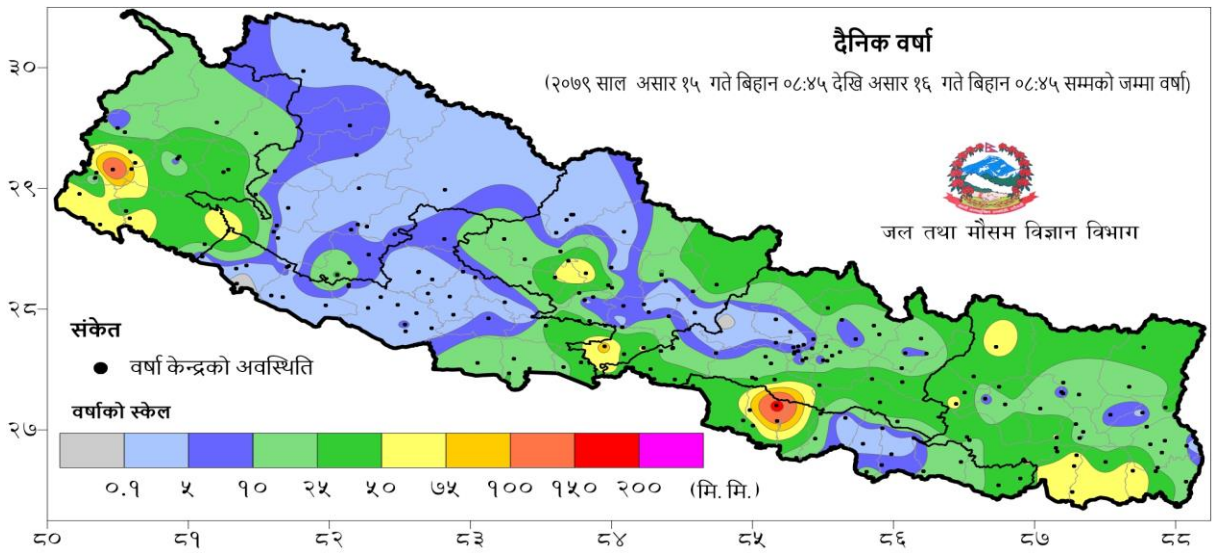 दैनिक वर्षा
(२०७९ साल असार १५ गते बिहान ०८:४५ देखि असार १६ गते बिहान ०८:४५ सम्मको जम्मा वर्षा)
जल तथा मौसम विज्ञान विभाग
३०
२९
२८
२७
संकेत
वर्षा केन्द्रको अवस्थिति
वर्षाको स्केल
०.१ ५ १० २५ ५० ७५ १०० १५० २०० (मि.मि.)
८० ८१ ८२ ८३ ८४ ८५ ८६ ८७ ८८